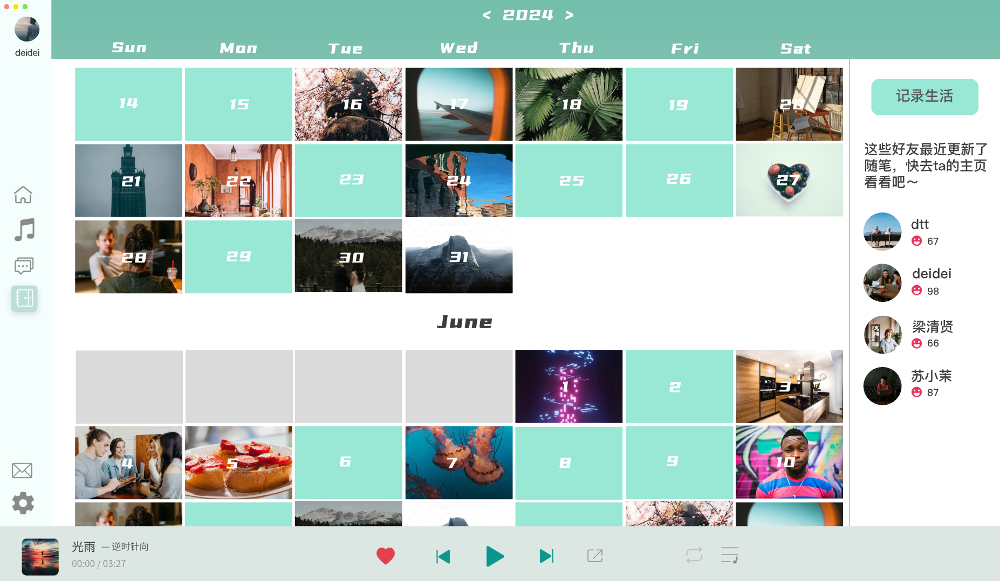 deidei
< 2024 >
Sun Mon Tue Wed Thu Fri Sat
14 15 16 17 18 19 20
21 22 23 24 25 26 27
28 29 30 31
June
1 2 3
4 5 6 7 8 9 10
记录生活
这些好友最近更新了
随笔，快去ta的主页
看看吧～
dtt
67
deidei
98
梁清贤
66
苏小茉
87
光雨 — 逆时针向
00:00 / 03:27